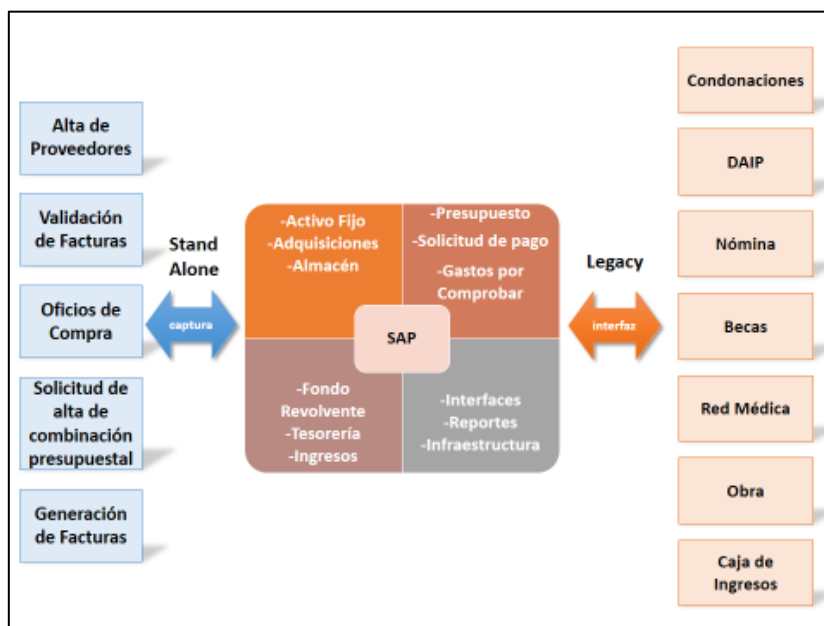 Alta de
Proveedores
Validación
de Facturas
Oficios de
Compra
Solicitud de
alta de
combinación
presupuestal
Generación
de Facturas
Stand
Alone
captura
-Activo Fijo
-Adquisiciones
-Almacén
-Presupuesto
-Solicitud de pago
-Gastos por
Comprobar
SAP
-Fondo
Revolvente
-Tesorería
-Ingresos
-Interfaces
-Reportes
-Infraestructura
Legacy
interfaz
Condonaciones
DAIP
Nómina
Becas
Red Médica
Obra
Caja de
Ingresos